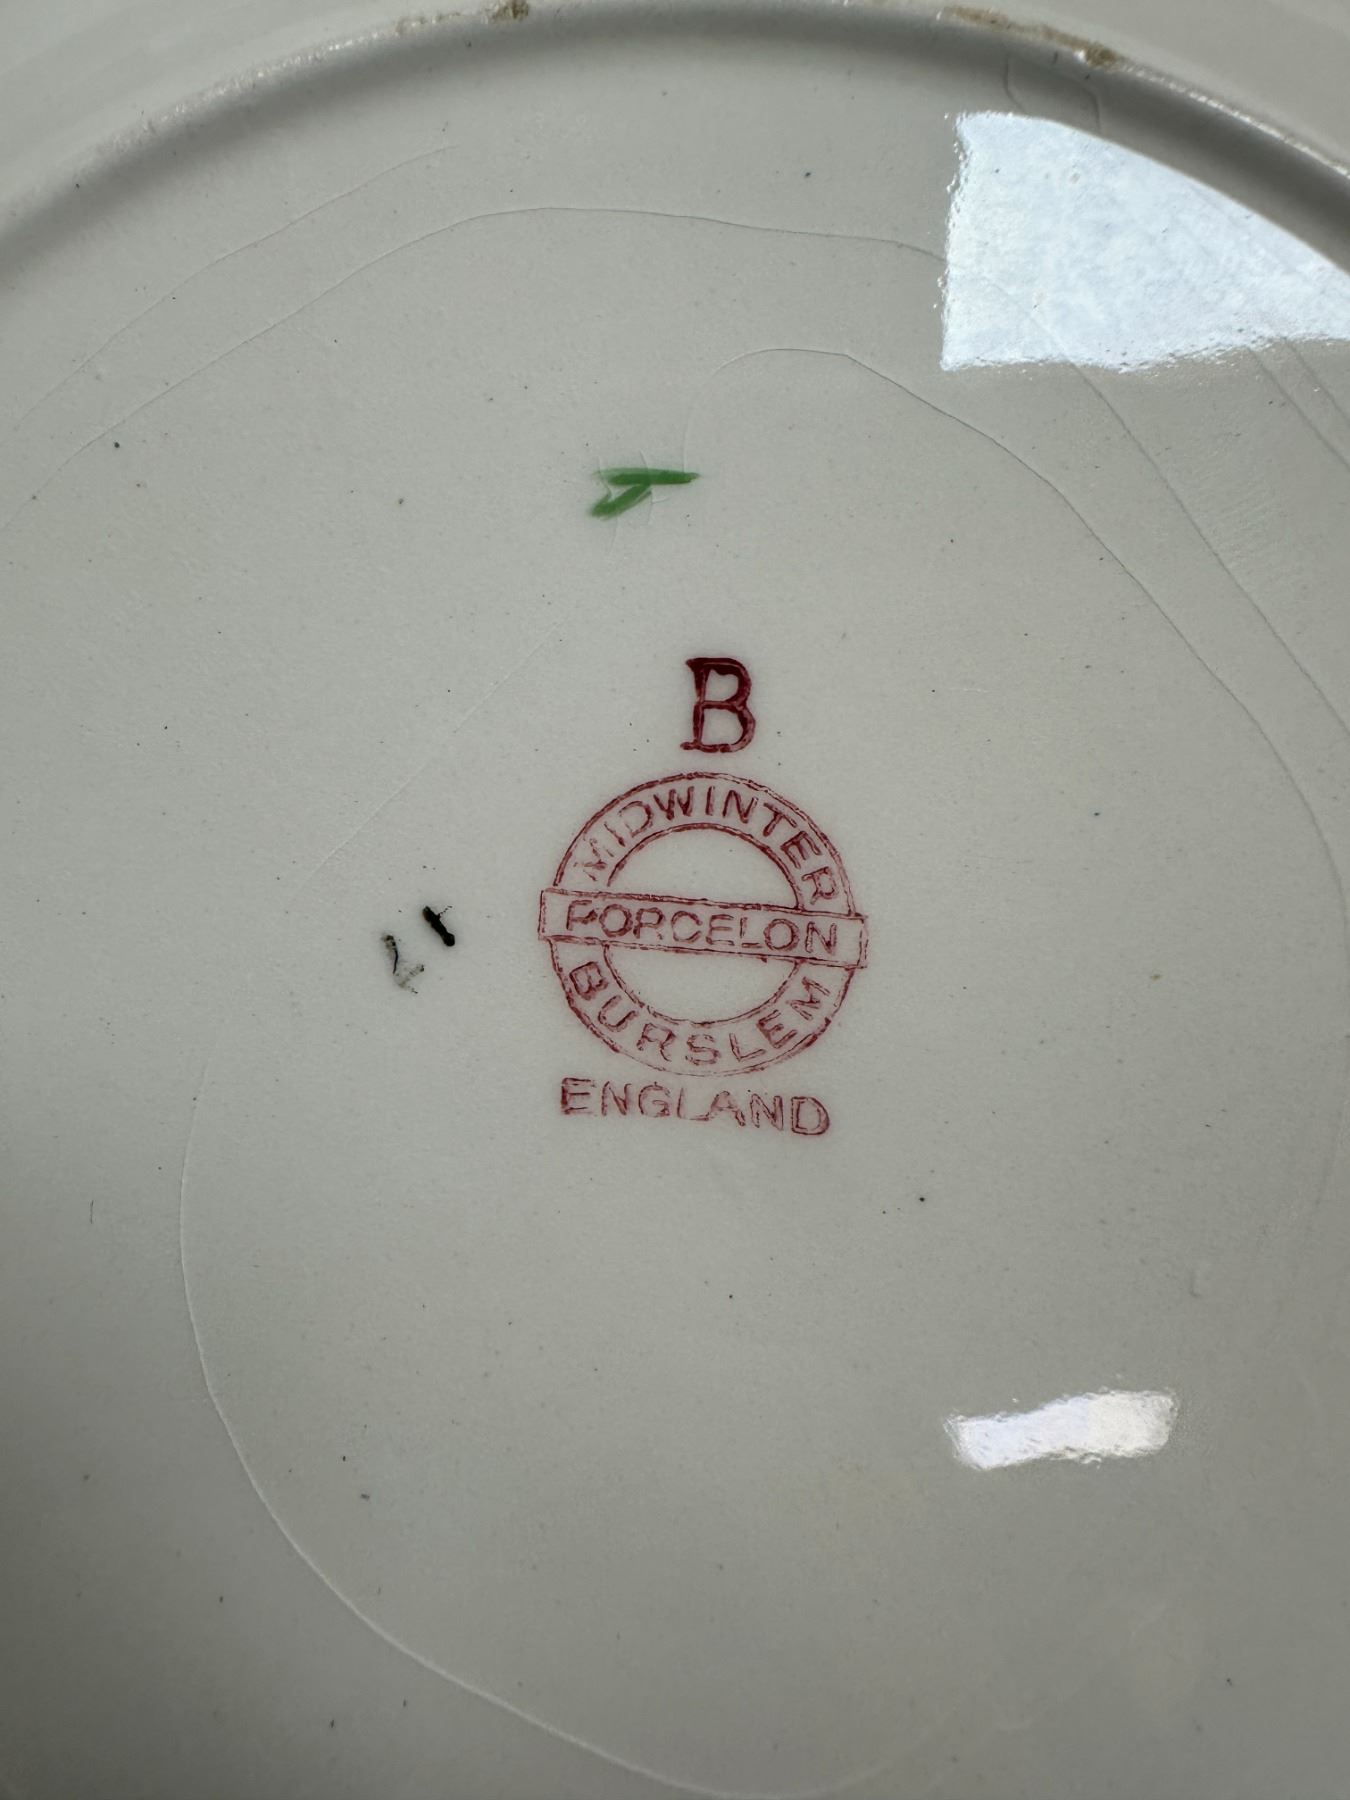 B
MIDWINTER
PORCELON
BURSLEM
ENGLAND